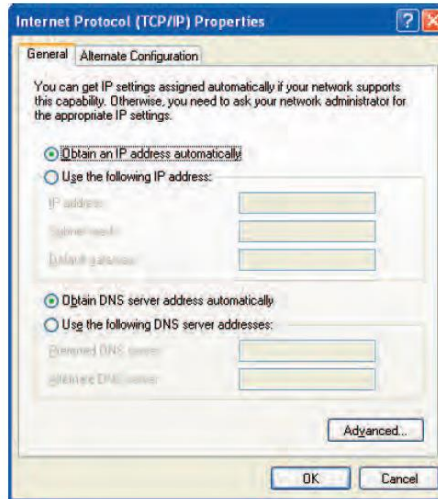 Internet Protocol (TCP/IP) Properties
General
Alternate Configuration
You can get IP settings assigned automatically if your network supports
this capability. Otherwise, you need to ask your network administrator for
the appropriate IP settings.
Obtain an IP address automatically
Use the following IP address:
IP address:
Subnet mask:
Default gateway:
Obtain DNS server address automatically
Use the following DNS server addresses:
Preferred DNS server:
Alternate DNS server:
Advanced...
OK
Cancel